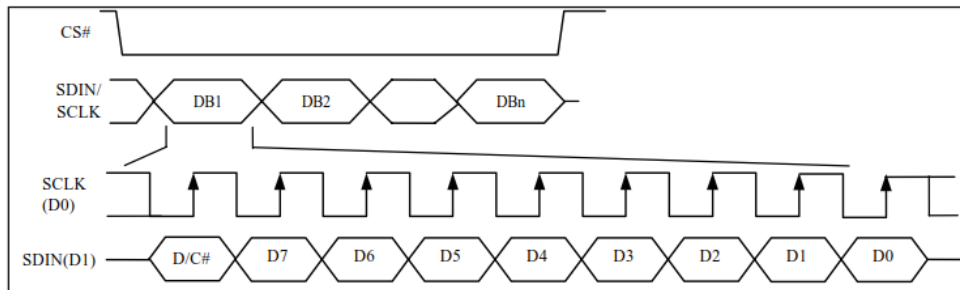 CS#
SDIN/
SCLK
DB1 DB2 DBn
SCLK
(D0)
SDIN(D1) D/C# D7 D6 D5 D4 D3 D2 D1 D0